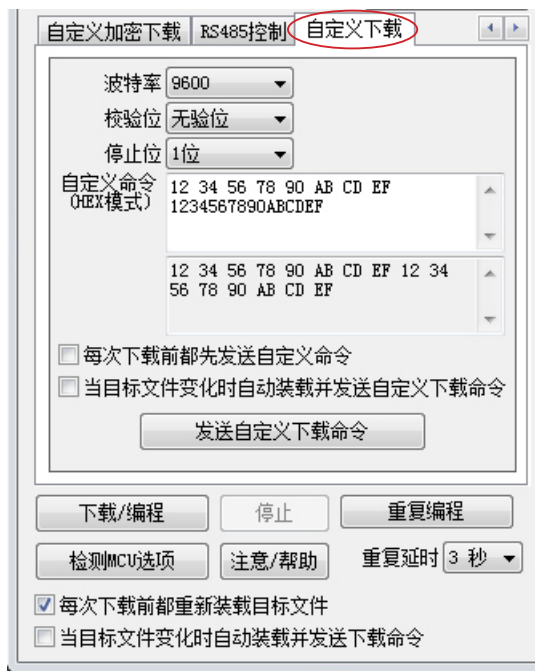 自定义加密下载 RS485控制 自定义下载
波特率 9600
校验位 无验位
停止位 1位
自定义命令
(HEX模式)
12 34 56 78 90 AB CD EF
1234567890ABCDEF
12 34 56 78 90 AB CD EF 12 34
56 78 90 AB CD EF
每次下载前都先发送自定义命令
当目标文件变化时自动装载并发送自定义下载命令
发送自定义下载命令
下载/编程 停止 重复编程
检测MCU选项 注意/帮助 重复延时 3 秒
每次下载前都重新装载目标文件
当目标文件变化时自动装载并发送下载命令